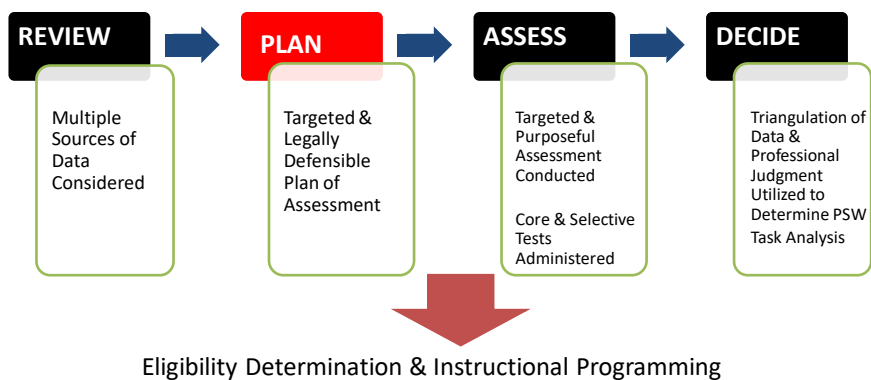 REVIEW
Multiple
Sources of
Data
Considered
PLAN
Targeted &
Legally
Defensible
Plan of
Assessment
ASSESS
Targeted &
Purposeful
Assessment
Conducted
Core & Selective
Tests
Administered
DECIDE
Triangulation of
Data &
Professional
Judgment
Utilized to
Determine PSW
Task Analysis
Eligibility Determination & Instructional Programming